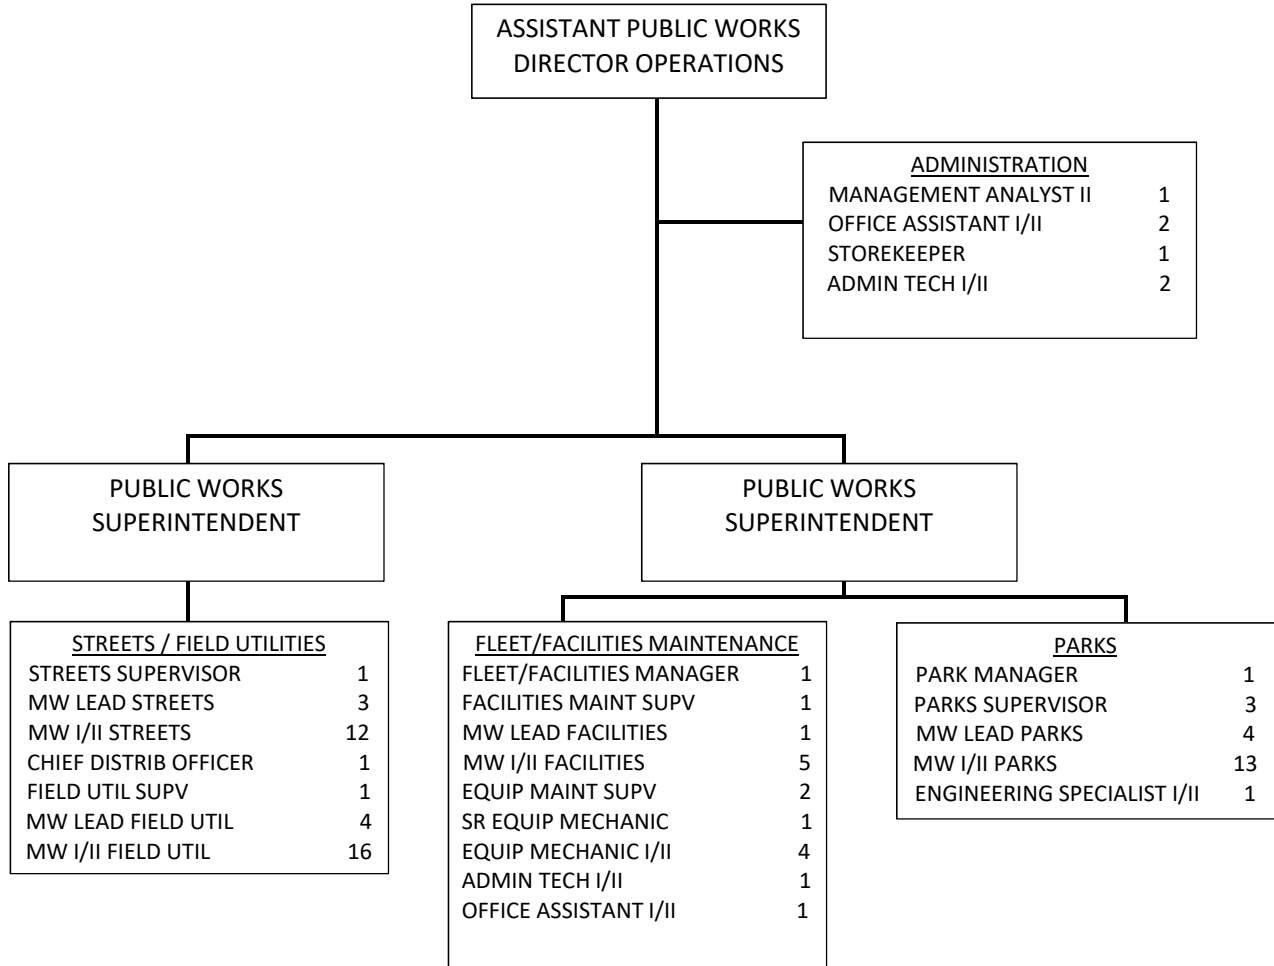 ASSISTANT PUBLIC WORKS
DIRECTOR OPERATIONS
ADMINISTRATION
MANAGEMENT ANALYST II 1
OFFICE ASSISTANT I/II 2
STOREKEEPER 1
ADMIN TECH I/II 2
PUBLIC WORKS
SUPERINTENDENT
PUBLIC WORKS
SUPERINTENDENT
STREETS / FIELD UTILITIES
STREETS SUPERVISOR 1
MW LEAD STREETS 3
MW I/II STREETS 12
CHIEF DISTRIB OFFICER 1
FIELD UTIL SUPV 1
MW LEAD FIELD UTIL 4
MW I/II FIELD UTIL 16
FLEET/FACILITIES MAINTENANCE
FLEET/FACILITIES MANAGER 1
FACILITIES MAINT SUPV 1
MW LEAD FACILITIES 1
MW I/II FACILITIES 5
EQUIP MAINT SUPV 2
SR EQUIP MECHANIC 1
EQUIP MECHANIC I/II 4
ADMIN TECH I/II 1
OFFICE ASSISTANT I/II 1
PARKS
PARK MANAGER 1
PARKS SUPERVISOR 3
MW LEAD PARKS 4
MW I/II PARKS 13
ENGINEERING SPECIALIST I/II 1